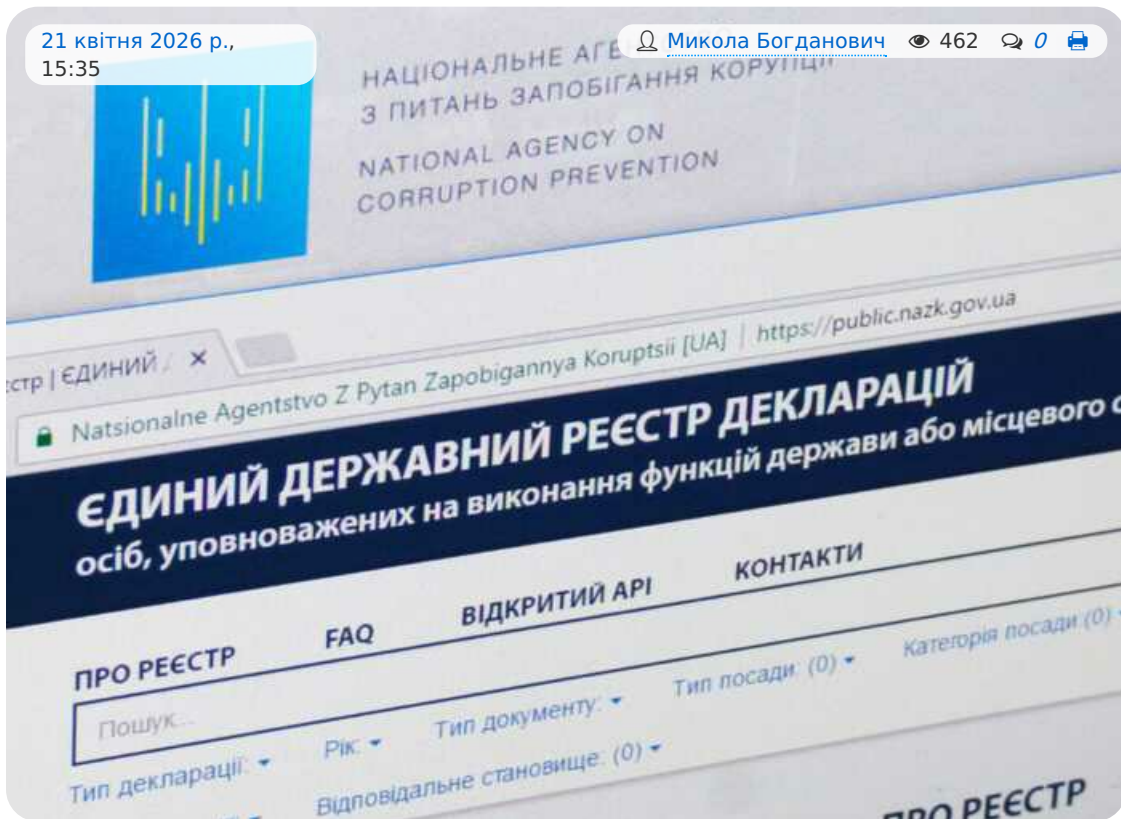 21 квітня 2026 р.,
15:35
Микола Богданович 462 0
НАЦІОНАЛЬНЕ
З ПИТАНЬ ЗАПОБІГАННЯ КОРУПЦІЇ
NATIONAL AGENCY ON
CORRUPTION PREVENTION
ЄДИНИЙ
Natsionalne Agentstvo Z Pytan Zapobigannya Koruptsii [UA] | https://public.nazk.gov.ua
ЄДИНИЙ ДЕРЖАВНИЙ РЕЄСТР ДЕКЛАРАЦІЙ
осіб, уповноважених на виконання функцій держави або місцевого
ПРО РЕЄСТР FAQ ВІДКРИТИЙ API КОНТАКТИ
Пошук...
Тип декларації: Рік: Тип документу: Тип посади: (0) Категорія посади:(0)
Відповідальне становище: (0)
ПРО РЕЄСТР